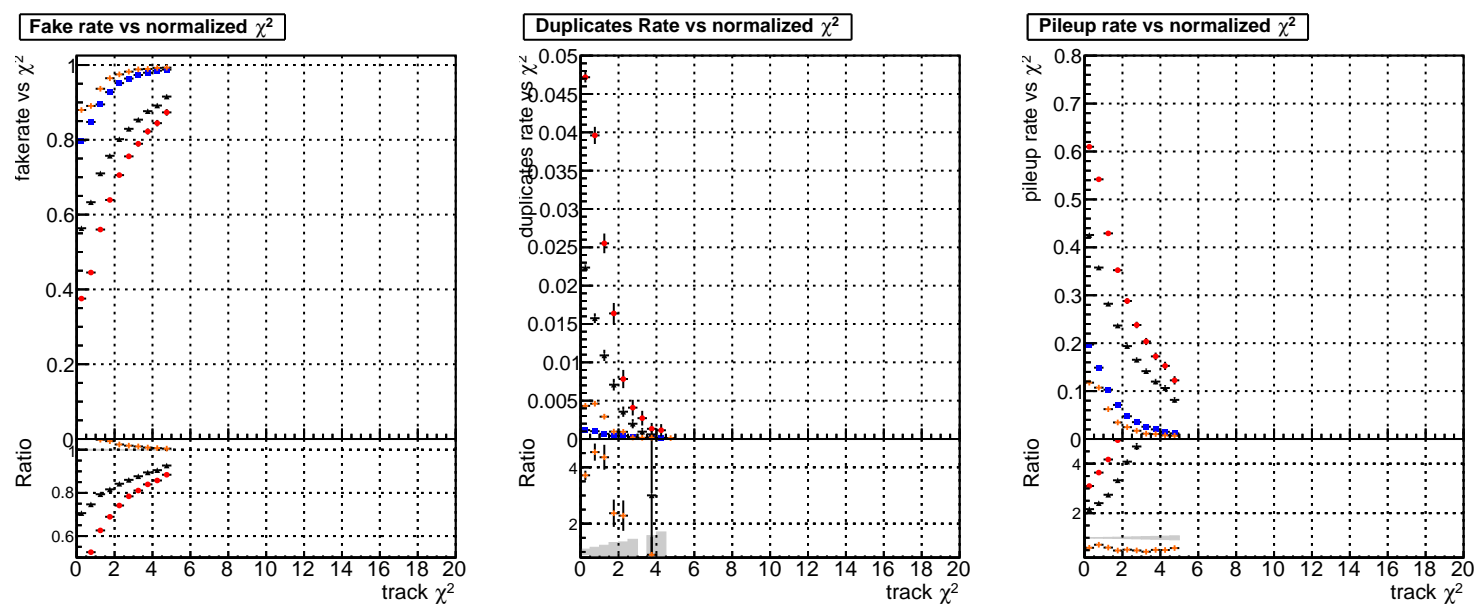 Fake rate vs normalized χ²
fakerate vs χ²
1
0.8
0.6
0.4
0.2
0
Ratio
1
0.8
0.6
0 2 4 6 8 10 12 14 16 18 20
track χ²
Duplicates Rate vs normalized χ²
duplicates rate vs χ²
0.05
0.045
0.04
0.035
0.03
0.025
0.02
0.015
0.01
0.005
0
Ratio
4
2
0 2 4 6 8 10 12 14 16 18 20
track χ²
Pileup rate vs normalized χ²
pileup rate vs χ²
0.8
0.7
0.6
0.5
0.4
0.3
0.2
0.1
0
Ratio
4
2
0 2 4 6 8 10 12 14 16 18 20
track χ²